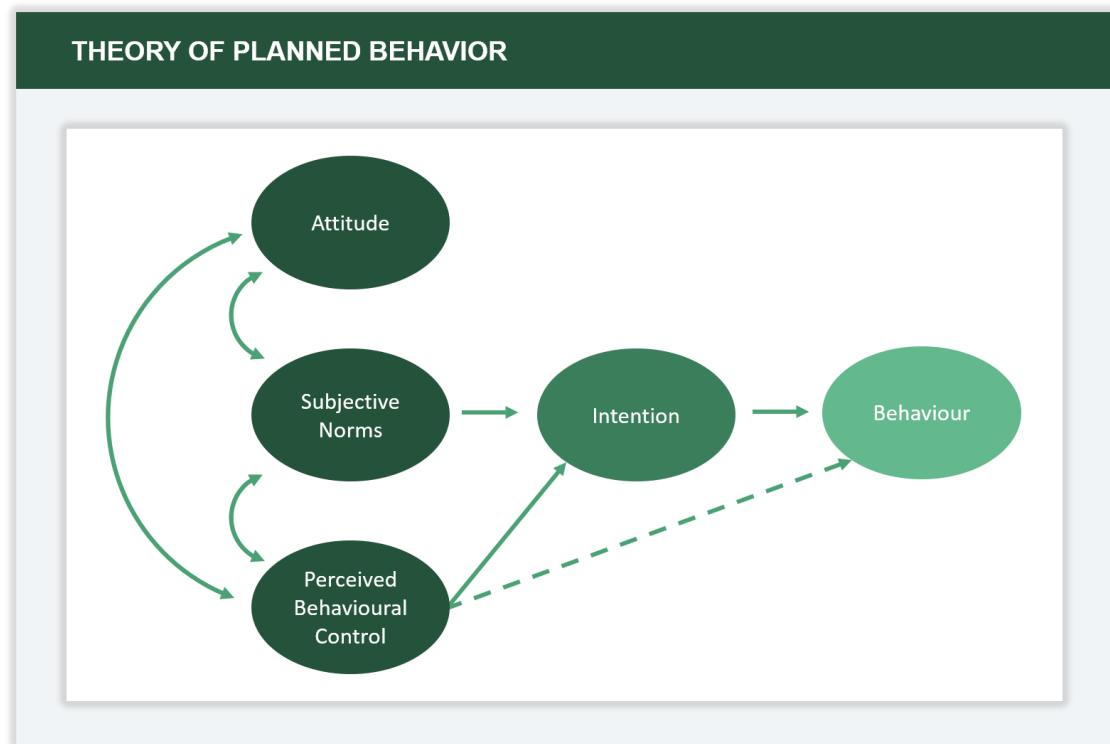 THEORY OF PLANNED BEHAVIOR
Attitude
Subjective
Norms
Intention
Behaviour
Perceived
Behavioural
Control